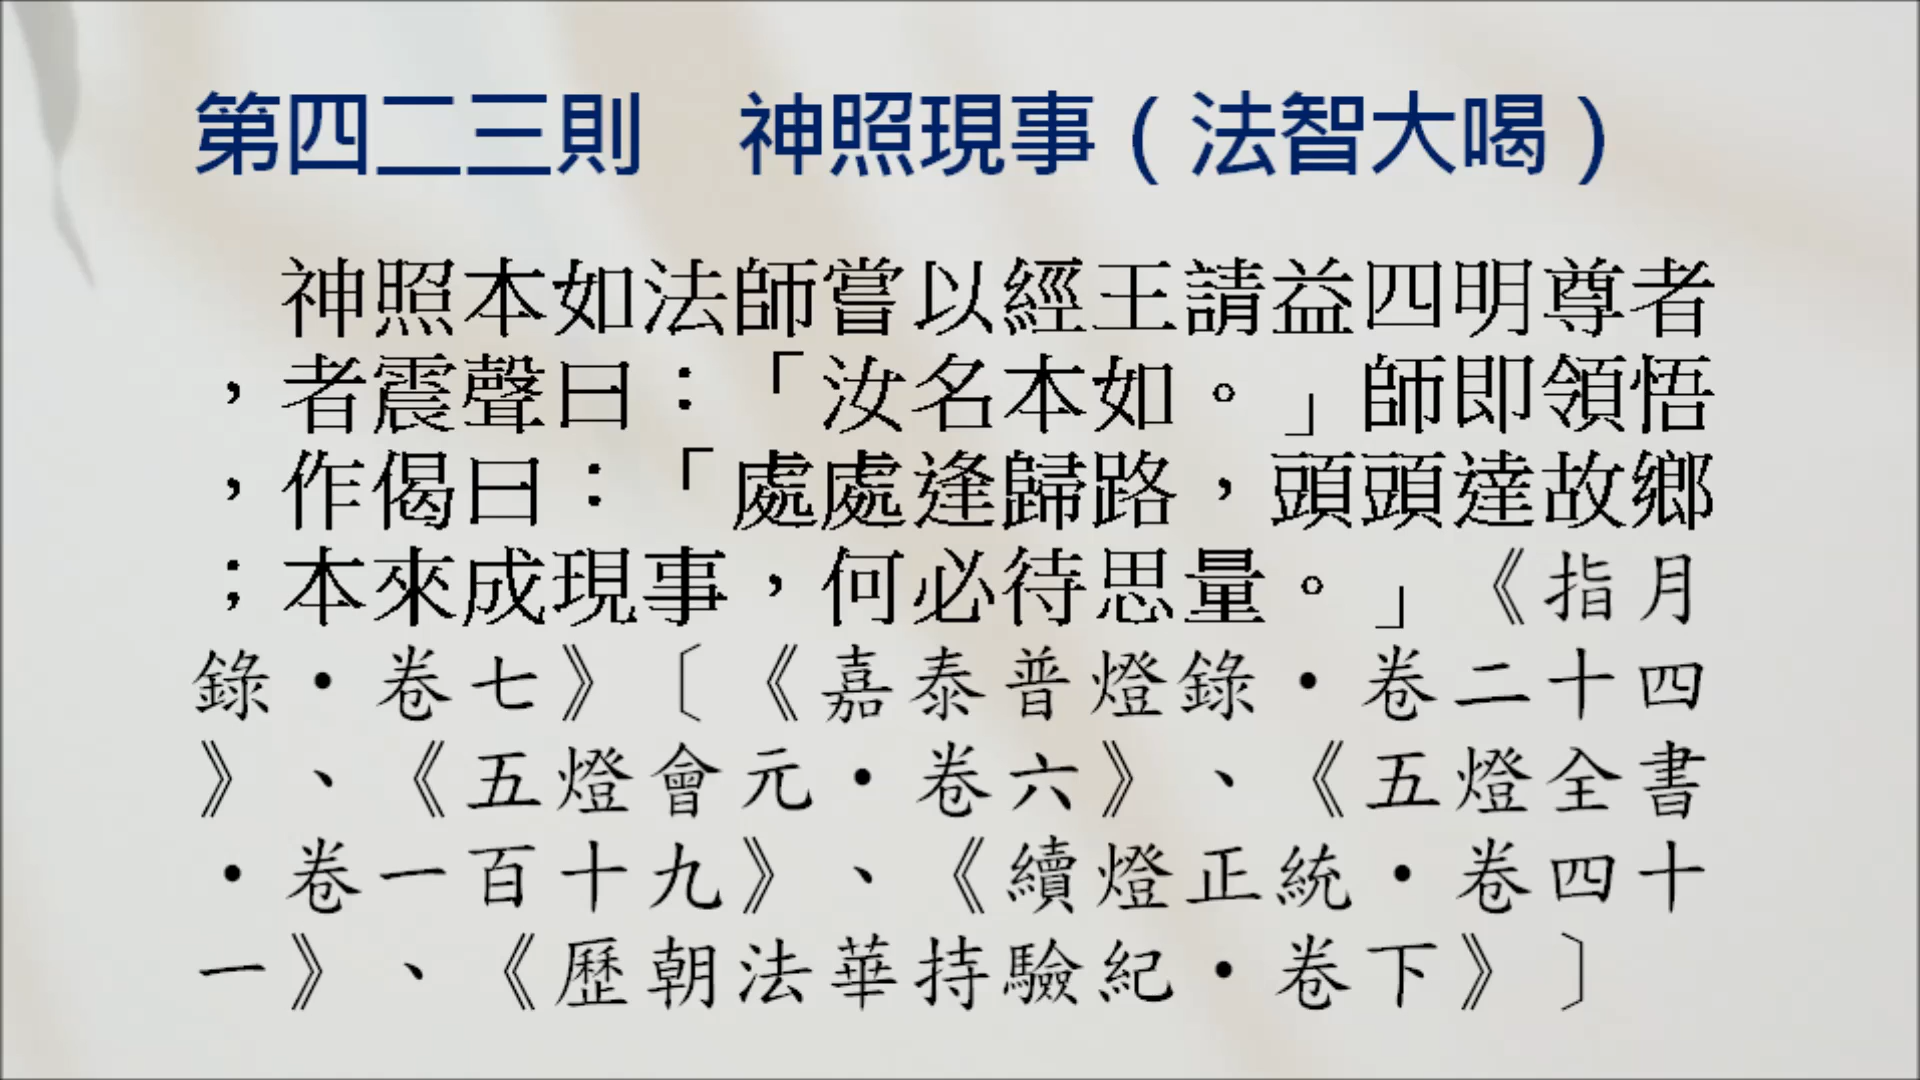 第四二三則　神照現事（法智大喝）
神照本如法師嘗以經王請益四明尊者
，者震聲曰：「汝名本如。」師即領悟
，作偈曰：「處處逢歸路，頭頭達故鄉
；本來成現事，何必待思量。」《指月
錄・卷七》〔《嘉泰普燈錄・卷二十四
》、《五燈會元・卷六》、《五燈全書
・卷一百十九》、《續燈正統・卷四十
一》、《歷朝法華持驗紀・卷下》〕